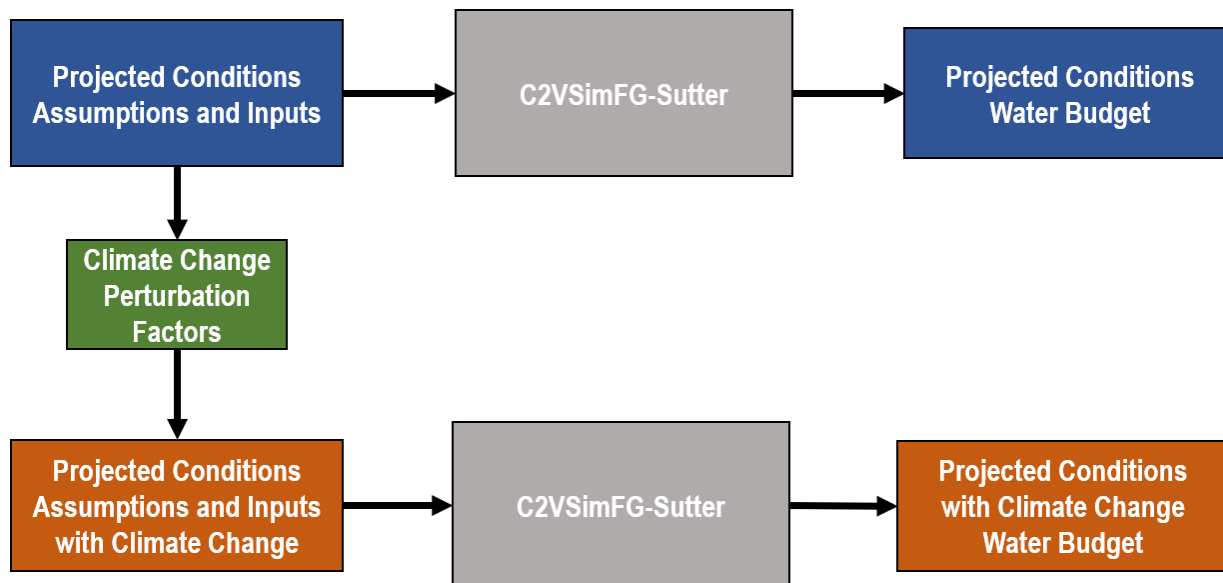 Projected Conditions
Assumptions and Inputs
C2VSimFG-Sutter
Projected Conditions
Water Budget
Climate Change
Perturbation
Factors
Projected Conditions
Assumptions and Inputs
with Climate Change
C2VSimFG-Sutter
Projected Conditions
with Climate Change
Water Budget